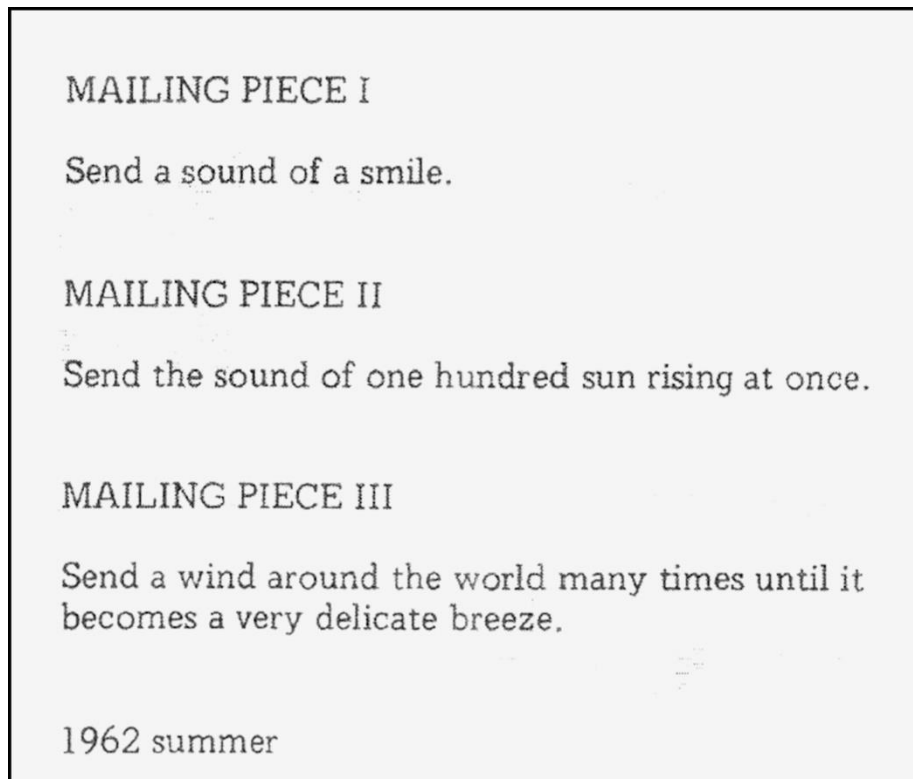 MAILING PIECE I
Send a sound of a smile.
MAILING PIECE II
Send the sound of one hundred sun rising at once.
MAILING PIECE III
Send a wind around the world many times until it
becomes a very delicate breeze.
1962 summer